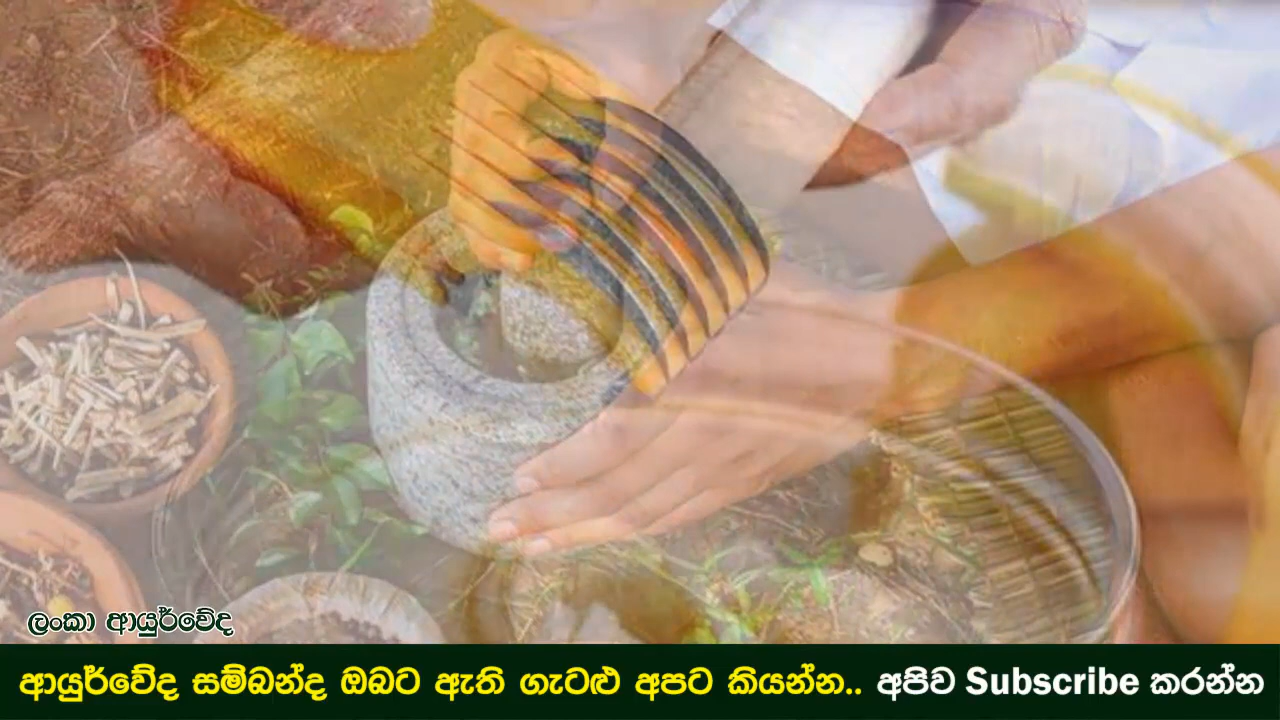 ලංකා ආයුර්වේද
ආයුර්වේද සම්බන්ද ඔබට ඇති ගැටළු අපට කියන්න.. අපිව Subscribe කරන්න